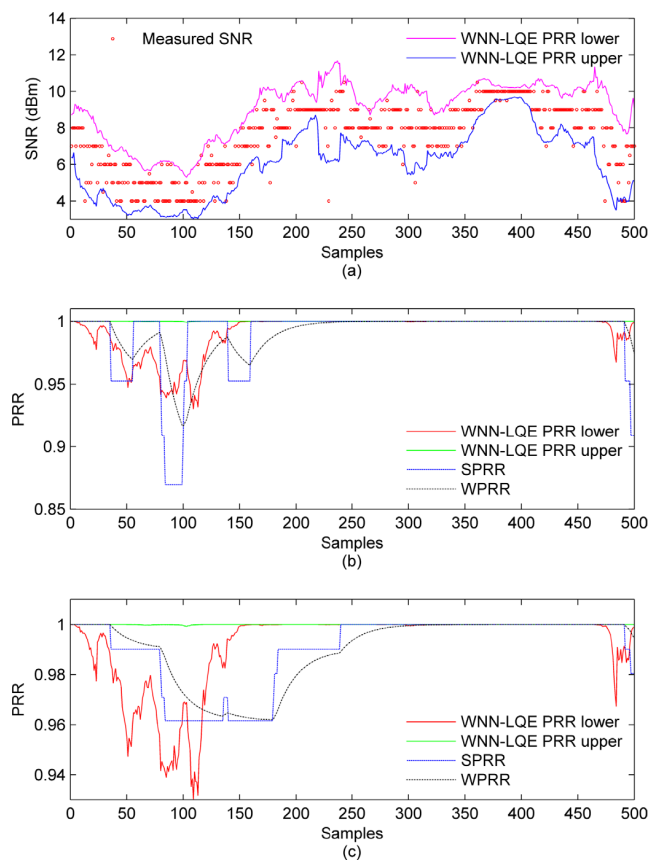 14
12
10
8
6
4
SNR (dBm)
Measured SNR
WNN-LQE PRR lower
WNN-LQE PRR upper
0 50 100 150 200 250 300 350 400 450 500
Samples
(a)
1
0.95
0.9
0.85
PRR
WNN-LQE PRR lower
WNN-LQE PRR upper
SPRR
WPRR
0 50 100 150 200 250 300 350 400 450 500
Samples
(b)
1
0.98
0.96
0.94
PRR
WNN-LQE PRR lower
WNN-LQE PRR upper
SPRR
WPRR
0 50 100 150 200 250 300 350 400 450 500
Samples
(c)